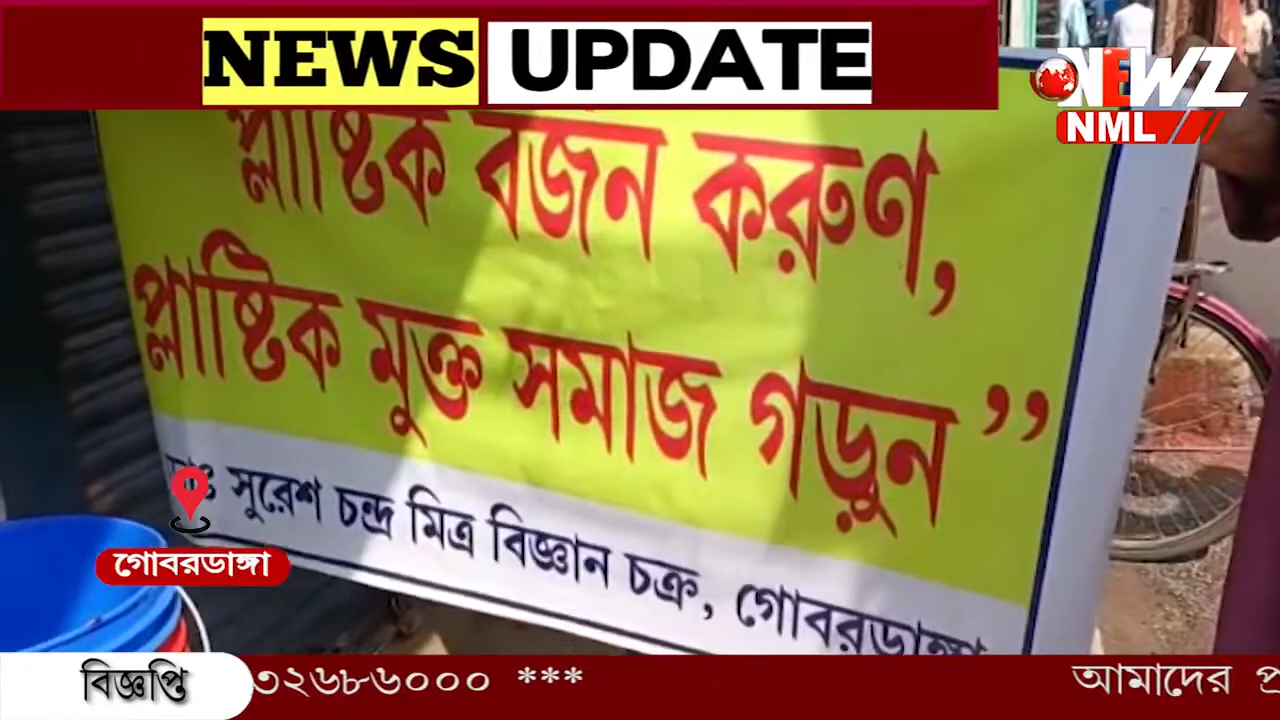 NEWS UPDATE
NEWZ
NML
প্লাষ্টিক বর্জন করুণ,
প্লাষ্টিক মুক্ত সমাজ গড়ুন”
সুরেশ চন্দ্র মিত্র বিজ্ঞান চক্র, গোবরডাঙ্গা
গোবরডাঙ্গা
বিজ্ঞপ্তি
৩২৬৮৬০০০ *** আমাদের